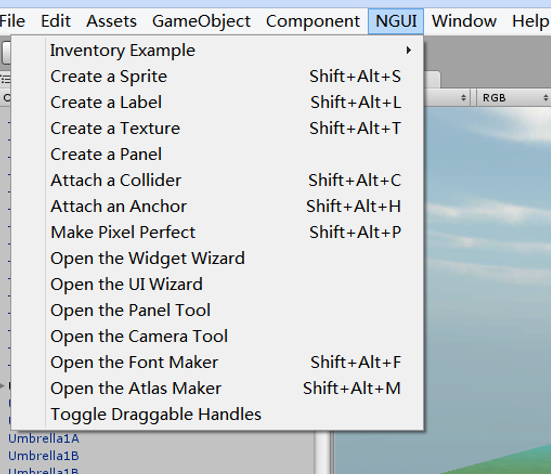 File Edit Assets GameObject Component NGUI Window Help
Inventory Example
Create a Sprite Shift+Alt+S
Create a Label Shift+Alt+L
Create a Texture Shift+Alt+T
Create a Panel
Attach a Collider Shift+Alt+C
Attach an Anchor Shift+Alt+H
Make Pixel Perfect Shift+Alt+P
Open the Widget Wizard
Open the UI Wizard
Open the Panel Tool
Open the Camera Tool
Open the Font Maker Shift+Alt+F
Open the Atlas Maker Shift+Alt+M
Toggle Draggable Handles
RGB
Umbrella1A
Umbrella1B
Umbrella1B